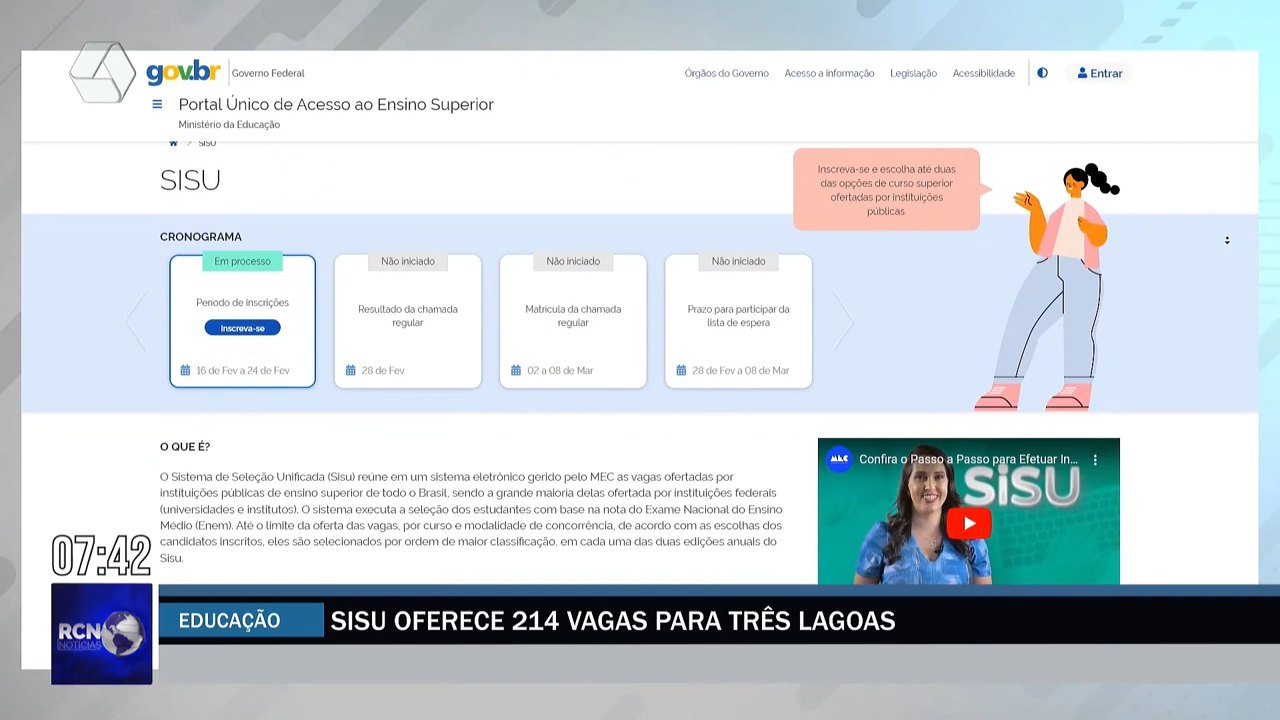 gov.br
Governo Federal
Órgãos do Governo
Acesso a Informação
Legislação
Acessibilidade
Entrar
Portal Único de Acesso ao Ensino Superior
Ministério da Educação
SISU
SISU
Inscreva-se e escolha até duas
das opções de curso superior
ofertadas por instituições
públicas.
CRONOGRAMA
Em processo
Período de inscrições
Inscreva-se
16 de Fev a 24 de Fev
Não iniciado
Resultado da chamada
regular
28 de Fev
Não iniciado
Matrícula da chamada
regular
02 a 08 de Mar
Não iniciado
Prazo para participar da
lista de espera
28 de Fev a 08 de Mar
O QUE É?
O Sistema de Seleção Unificada (Sisu) reúne em um sistema eletrônico gerido pelo MEC as vagas ofertadas por
instituições públicas de ensino superior de todo o Brasil, sendo a grande maioria delas ofertada por instituições federais
(universidades e institutos). O sistema executa a seleção dos estudantes com base na nota do Exame Nacional do Ensino
Médio (Enem). Até o limite da oferta das vagas, por curso e modalidade de concorrência, de acordo com as escolhas dos
candidatos inscritos, eles são selecionados por ordem de maior classificação, em cada uma das duas edições anuais do
Sisu.
MEC
Confira o Passo a Passo para Efetuar In...
SiSU
07:42
RCN
NOTÍCIAS
EDUCAÇÃO
SISU OFERECE 214 VAGAS PARA TRÊS LAGOAS